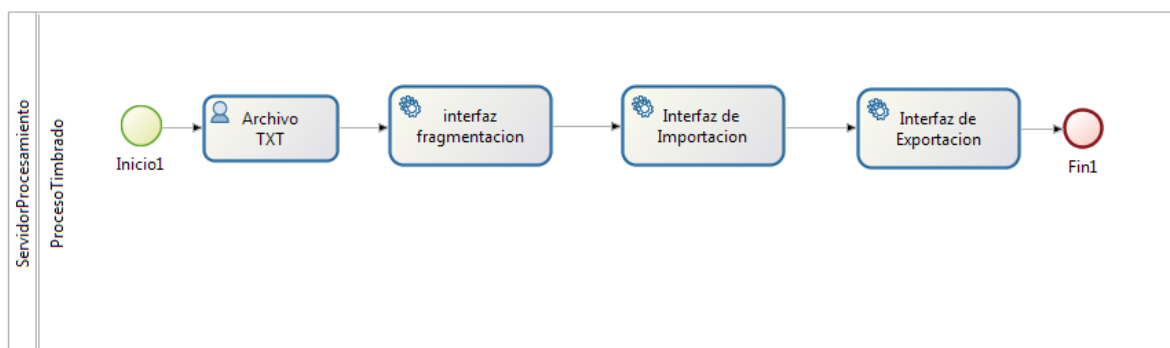 ServidorProcesamiento
ProcesoTimbrado
Inicio1
Archivo
TXT
interfaz
fragmentacion
Interfaz de
Importacion
Interfaz de
Exportacion
Fin1